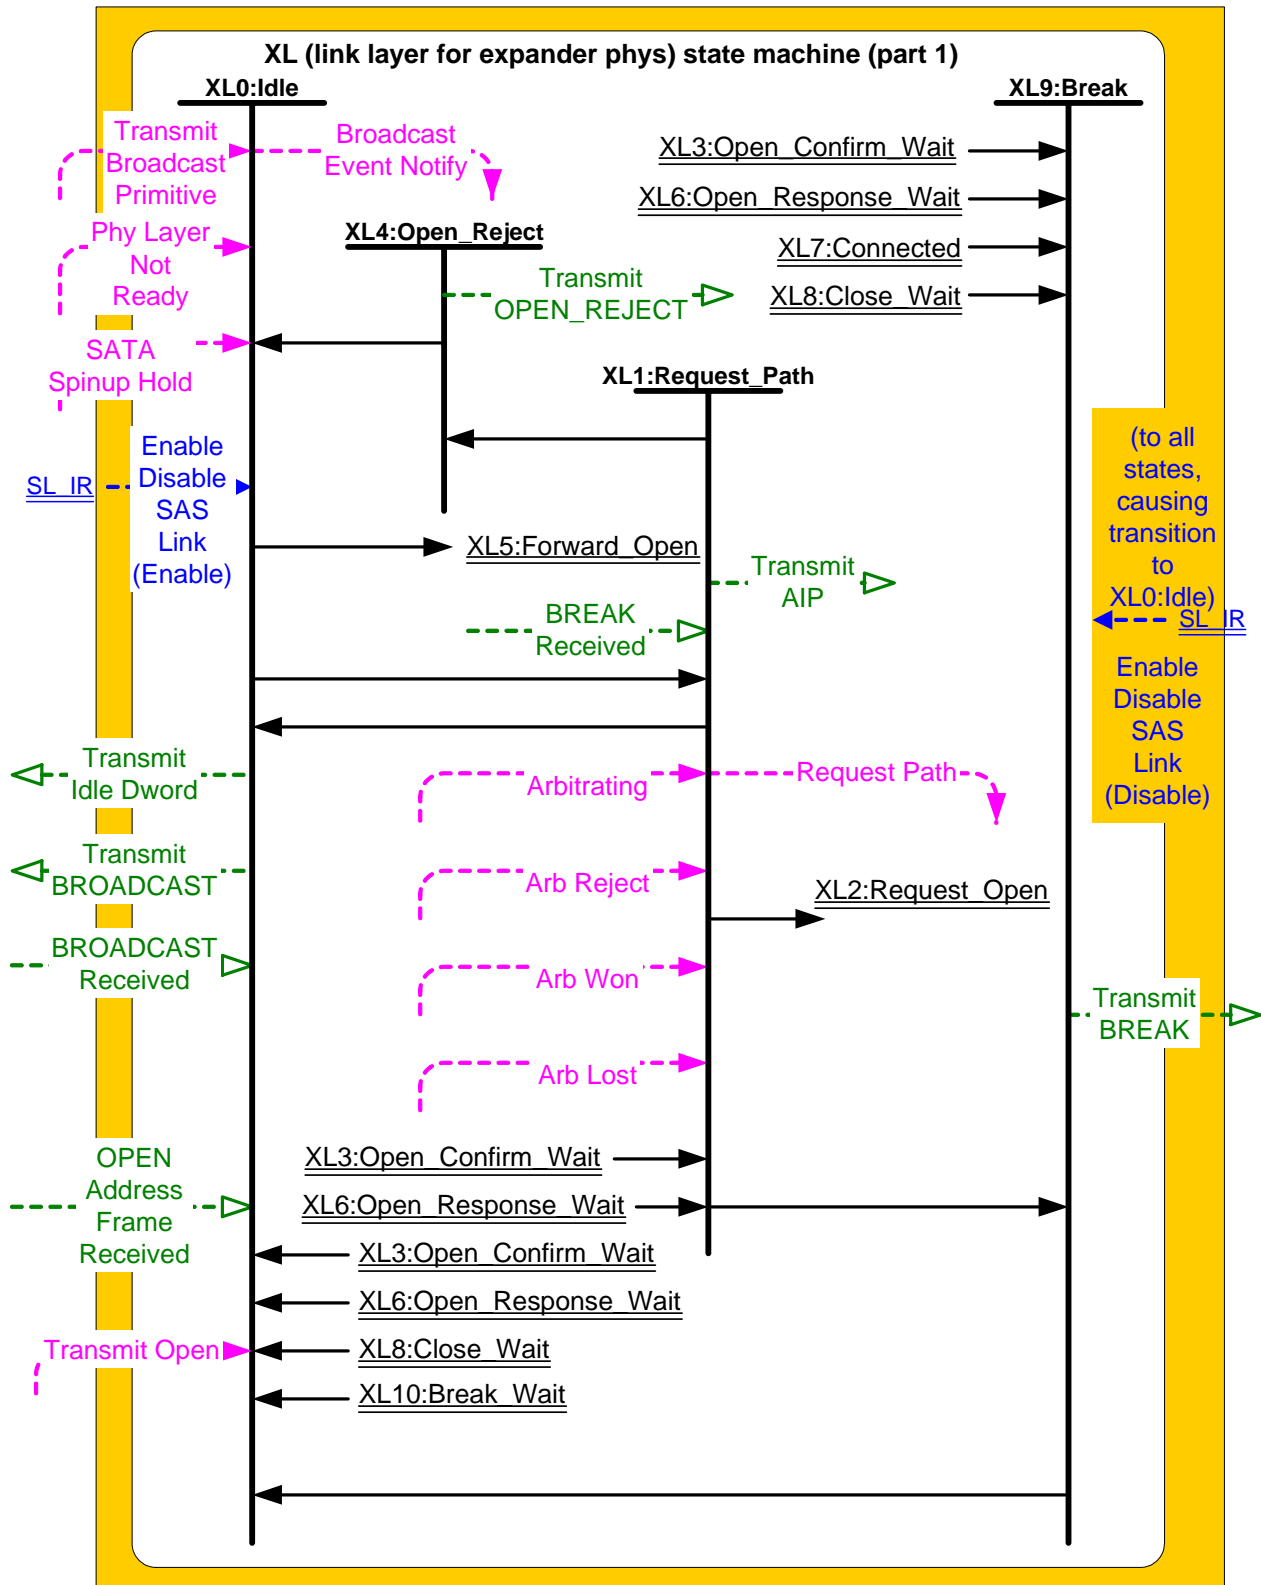 XL (link layer for expander phys) state machine (part 1)
XL0:Idle
XL9:Break
Transmit
Broadcast
Primitive
Broadcast
Event Notify
XL3:Open_Confirm_Wait
XL6:Open_Response_Wait
XL7:Connected
XL8:Close_Wait
Phy Layer
Not
Ready
XL4:Open_Reject
Transmit
OPEN_REJECT
SATA
Spinup Hold
XL1:Request_Path
SL_IR
Enable
Disable
SAS
Link
(Enable)
XL5:Forward_Open
Transmit
AIP
BREAK
Received
(to all
states,
causing
transition
to
XL0:Idle)
SL_IR
Enable
Disable
SAS
Link
(Disable)
Transmit
Idle Dword
Arbitrating
Request Path
Transmit
BROADCAST
Arb Reject
XL2:Request_Open
BROADCAST
Received
Arb Won
Transmit
BREAK
Arb Lost
OPEN
Address
Frame
Received
XL3:Open_Confirm_Wait
XL6:Open_Response_Wait
XL3:Open_Confirm_Wait
XL6:Open_Response_Wait
Transmit Open
XL8:Close_Wait
XL10:Break_Wait